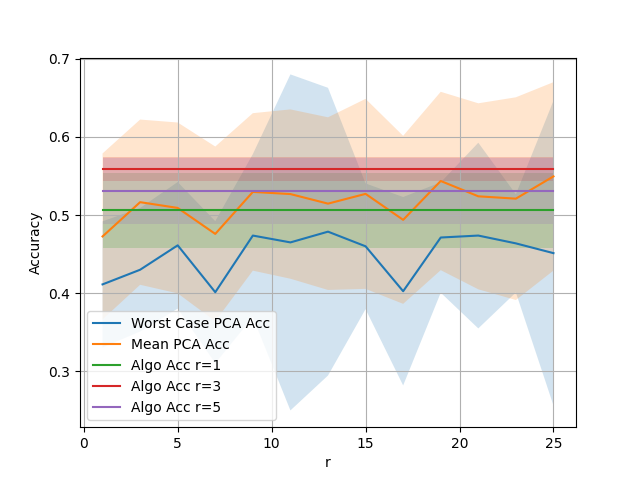 0.7
0.6
0.5
0.4
0.3
Accuracy
Worst Case PCA Acc
Mean PCA Acc
Algo Acc r=1
Algo Acc r=3
Algo Acc r=5
0 5 10 15 20 25
r